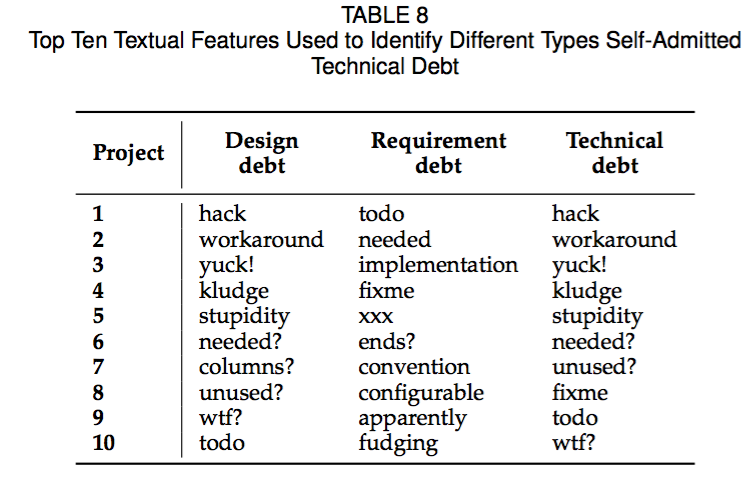 TABLE 8
Top Ten Textual Features Used to Identify Different Types Self-Admitted
Technical Debt
Project Design debt Requirement debt Technical debt
1 hack todo hack
2 workaround needed workaround
3 yuck! implementation yuck!
4 kludge fixme kludge
5 stupidity xxx stupidity
6 needed? ends? needed?
7 columns? convention unused?
8 unused? configurable fixme
9 wtf? apparently todo
10 todo fudging wtf?